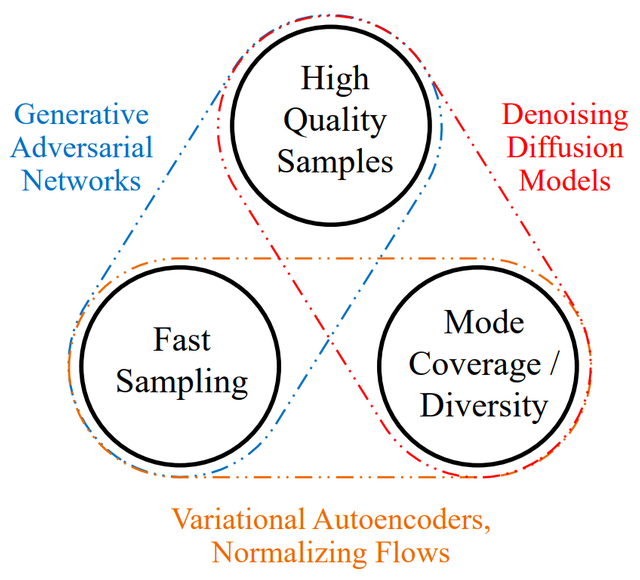 High
Quality
Samples
Generative
Adversarial
Networks
Denoising
Diffusion
Models
Fast
Sampling
Mode
Coverage /
Diversity
Variational Autoencoders,
Normalizing Flows